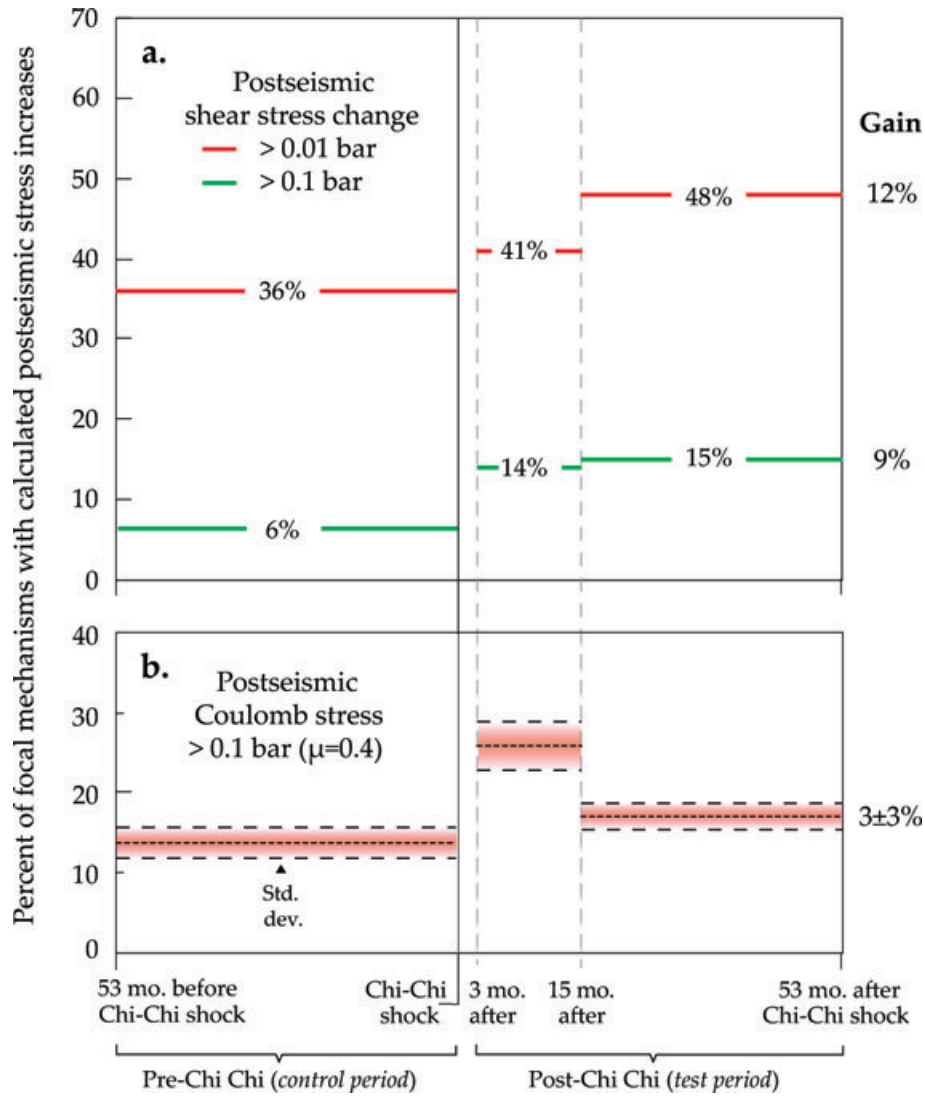 Percent of focal mechanisms with calculated postseismic stress increases
70
60
50
40
30
20
10
0
a.
Postseismic
shear stress change
> 0.01 bar
> 0.1 bar
36%
6%
41%
14%
48%
15%
Gain
12%
9%
40
30
20
10
0
b.
Postseismic
Coulomb stress
> 0.1 bar (μ=0.4)
Std.
dev.
3±3%
53 mo. before
Chi-Chi shock
Chi-Chi
shock
3 mo.
after
15 mo.
after
53 mo. after
Chi-Chi shock
Pre-Chi Chi (control period)
Post-Chi Chi (test period)